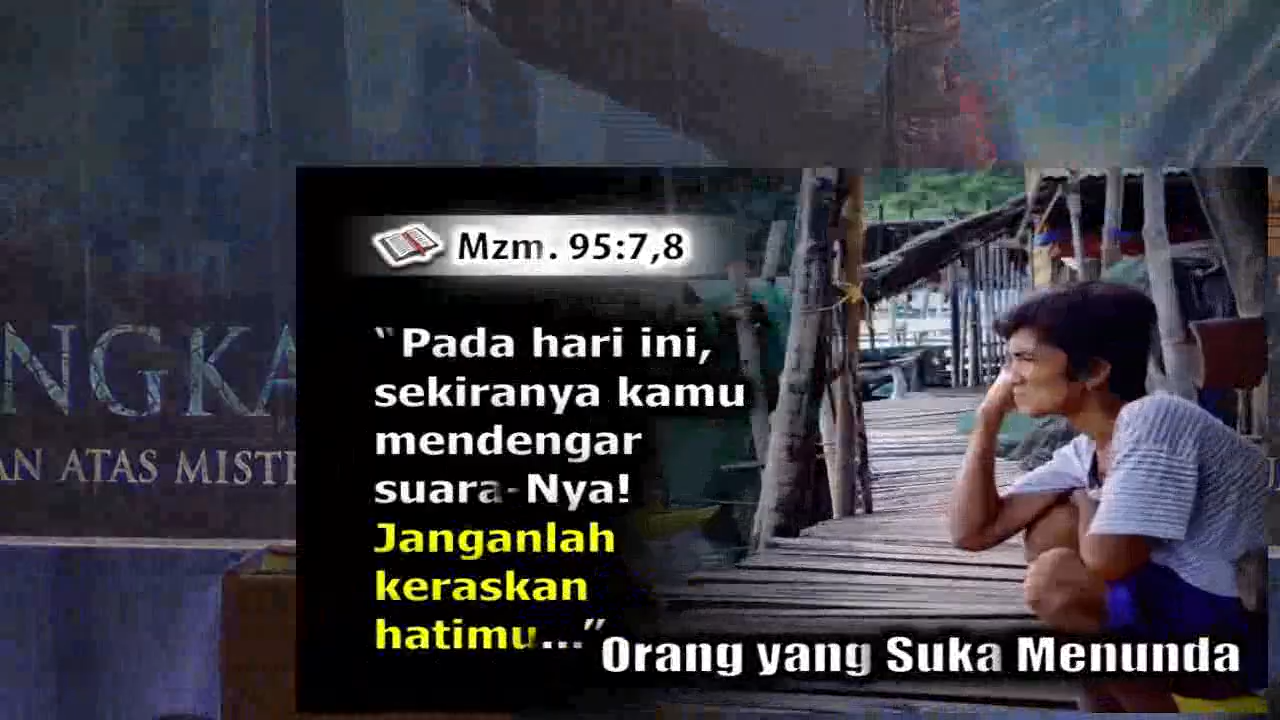 Mzm. 95:7,8
“Pada hari ini,
sekiranya kamu
mendengar
suara-Nya!
Janganlah
keraskan
hatimu...”
Orang yang Suka Menunda
NGKA
AN ATAS MISTE